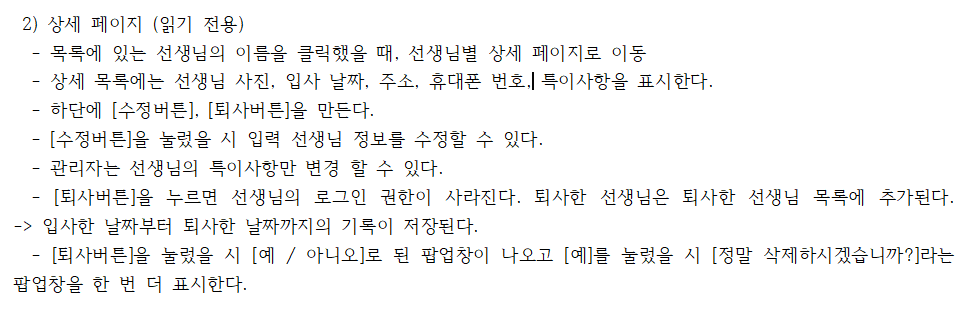 2) 상세 페이지 (읽기 전용)
- 목록에 있는 선생님의 이름을 클릭했을 때, 선생님별 상세 페이지로 이동
- 상세 목록에는 선생님 사진, 입사 날짜, 주소, 휴대폰 번호, 특이사항을 표시한다.
- 하단에 [수정버튼], [퇴사버튼]을 만든다.
- [수정버튼]을 눌렀을 시 입력 선생님 정보를 수정할 수 있다.
- 관리자는 선생님의 특이사항만 변경 할 수 있다.
- [퇴사버튼]을 누르면 선생님의 로그인 권한이 사라진다. 퇴사한 선생님은 퇴사한 선생님 목록에 추가된다.
-> 입사한 날짜부터 퇴사한 날짜까지의 기록이 저장된다.
- [퇴사버튼]을 눌렀을 시 [예 / 아니오]로 된 팝업창이 나오고 [예]를 눌렀을 시 [정말 삭제하시겠습니까?]라는
팝업창을 한 번 더 표시한다.